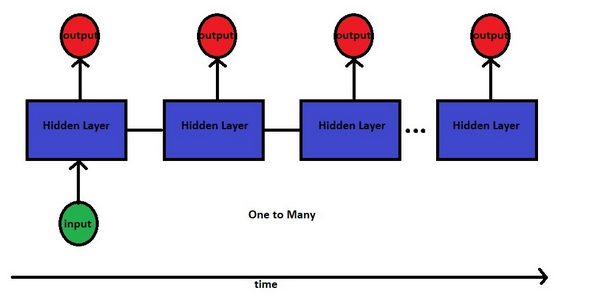 output output output output
Hidden Layer Hidden Layer Hidden Layer ... Hidden Layer
input
One to Many
time